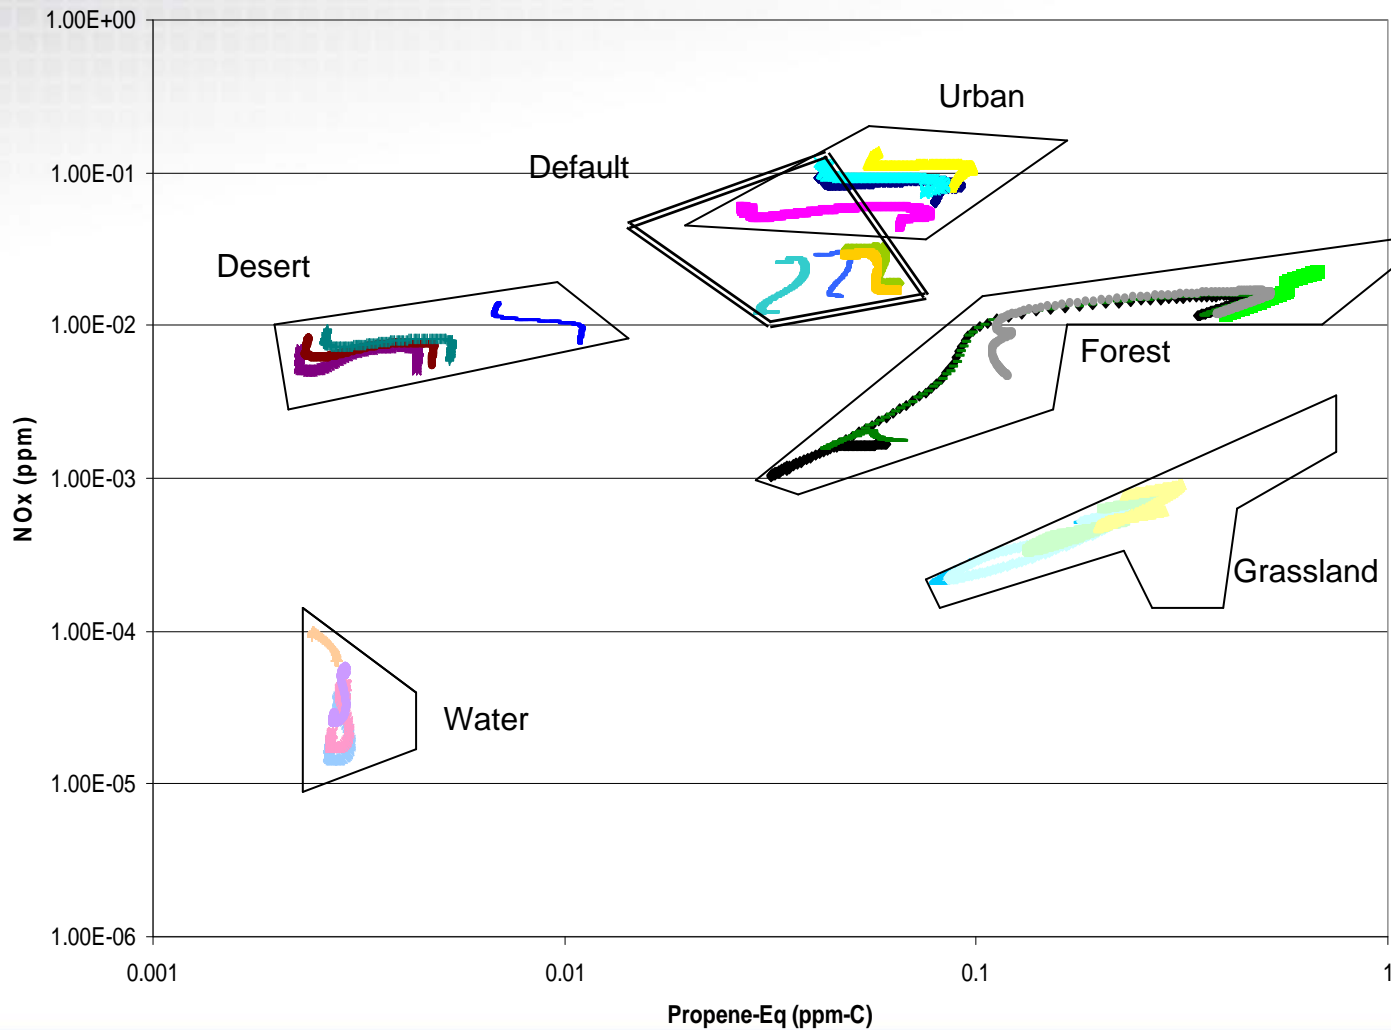 1.00E+00
Urban
Default
1.00E-01
Desert
1.00E-02
Forest
NOx (ppm)
1.00E-03
Grassland
1.00E-04
Water
1.00E-05
1.00E-06
0.001
0.01
0.1
1
Propene-Eq (ppm-C)